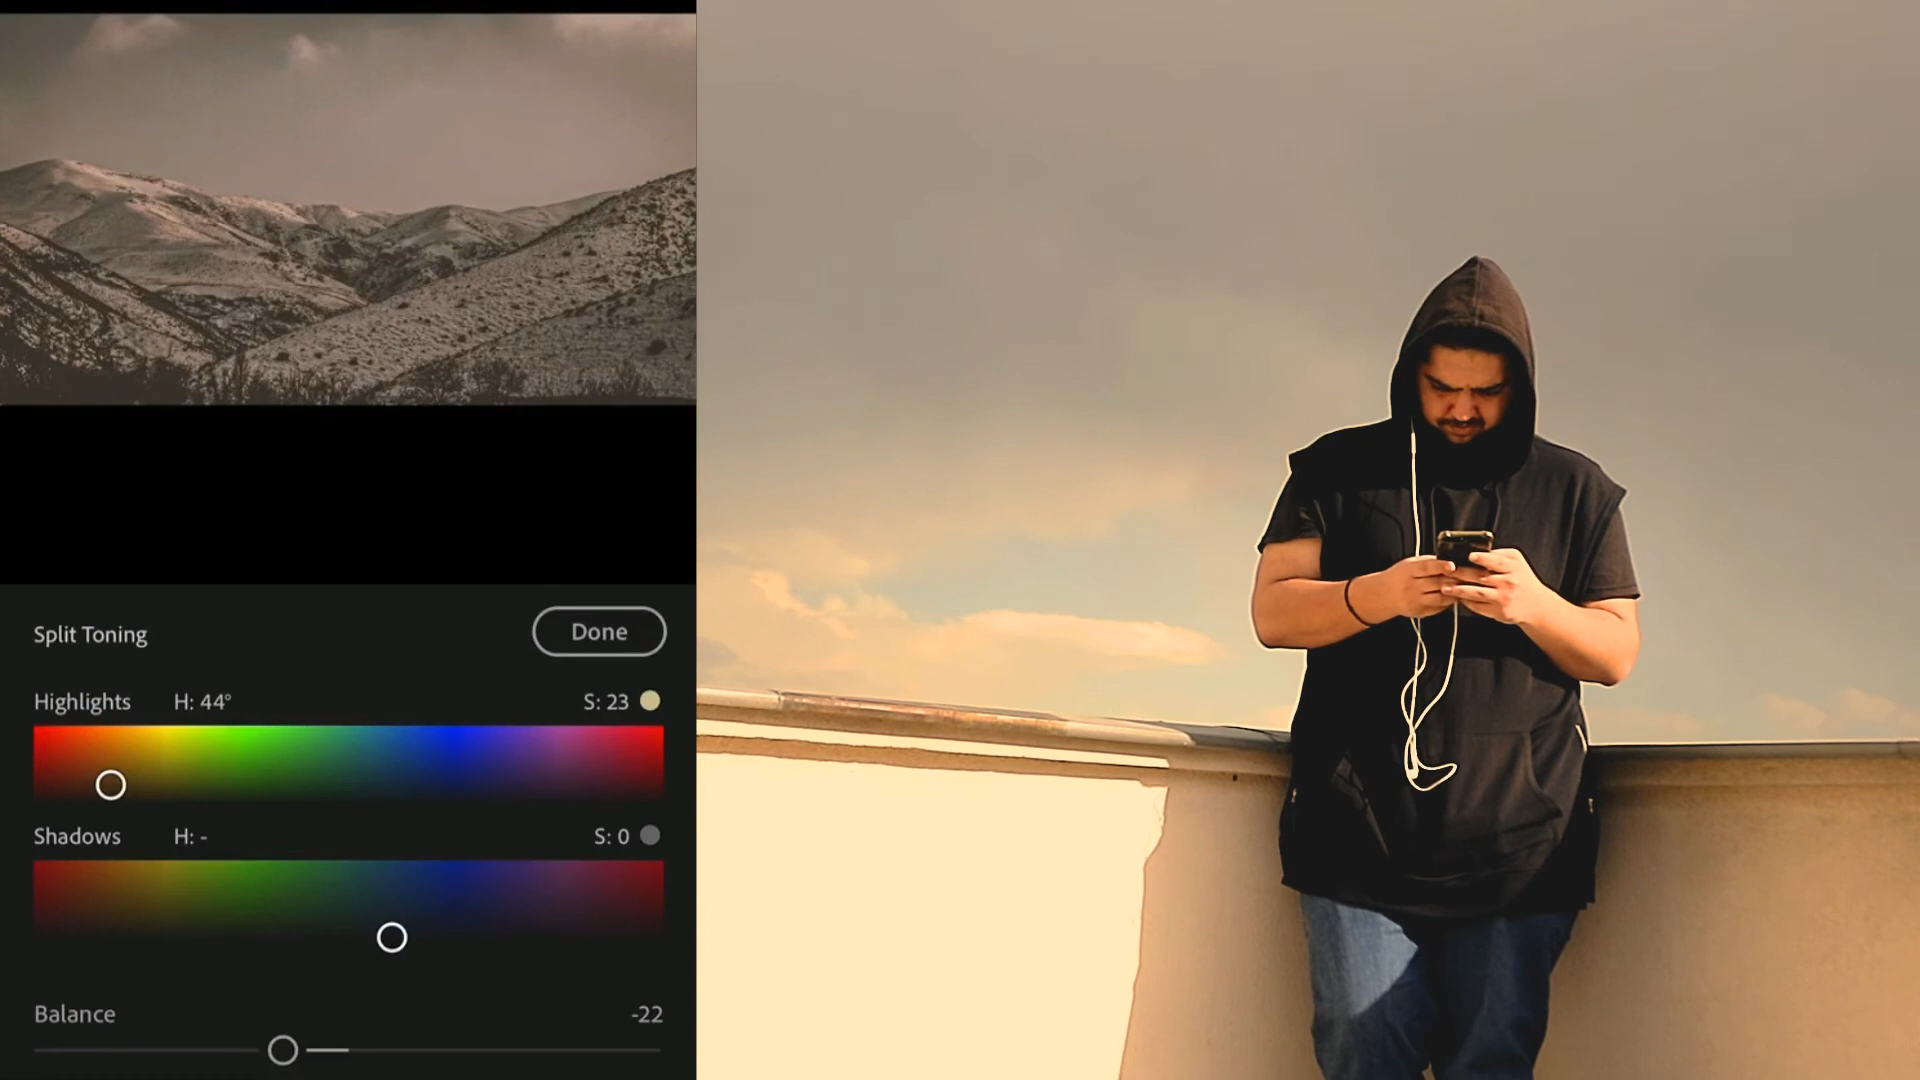 Split Toning Done
Highlights H: 44° S: 23
Shadows H: - S: 0
Balance -22